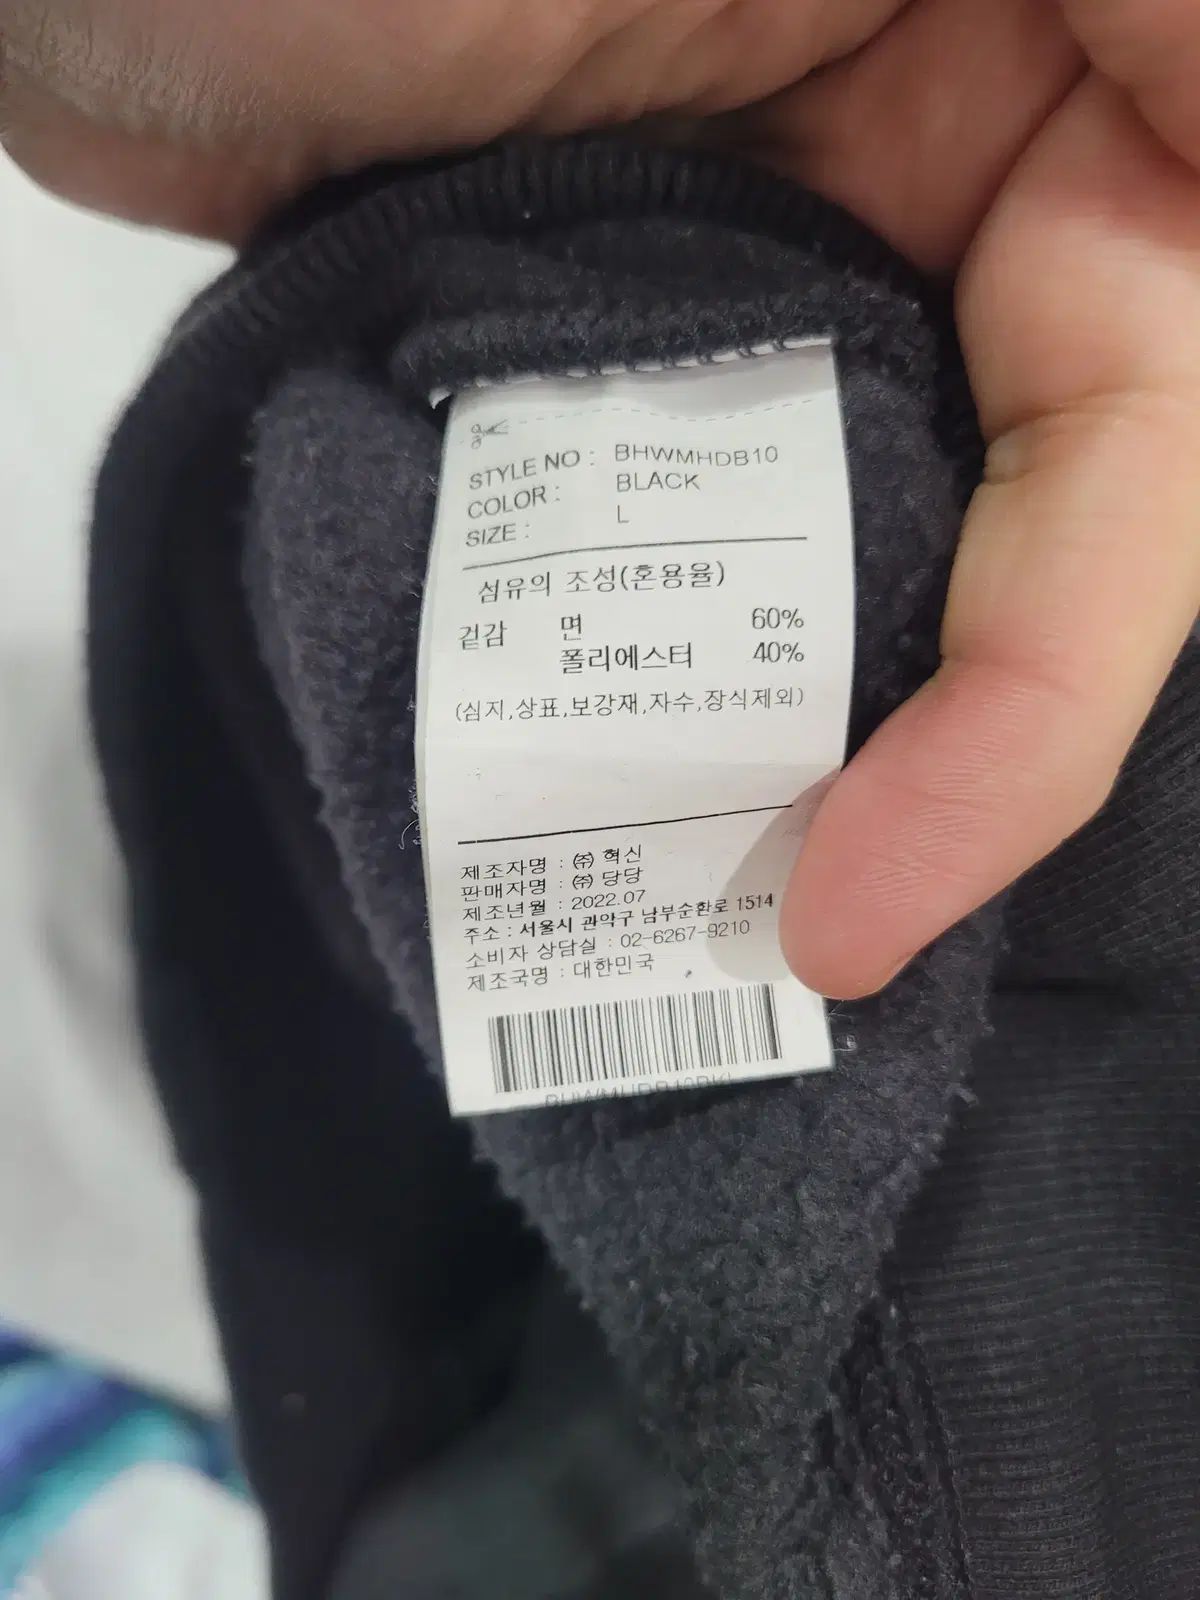 STYLE NO : BHWMHDB10
COLOR : BLACK
SIZE : L
섬유의 조성(혼용율)
겉감 면 60%
폴리에스터 40%
(심지,상표,보강재,자수,장식제외)
제조자명 : ㈜ 혁신
판매자명 : ㈜ 당당
제조년월 : 2022.07
주소 : 서울시 관악구 남부순환로 1514
소비자 상담실 : 02-6267-9210
제조국명 : 대한민국